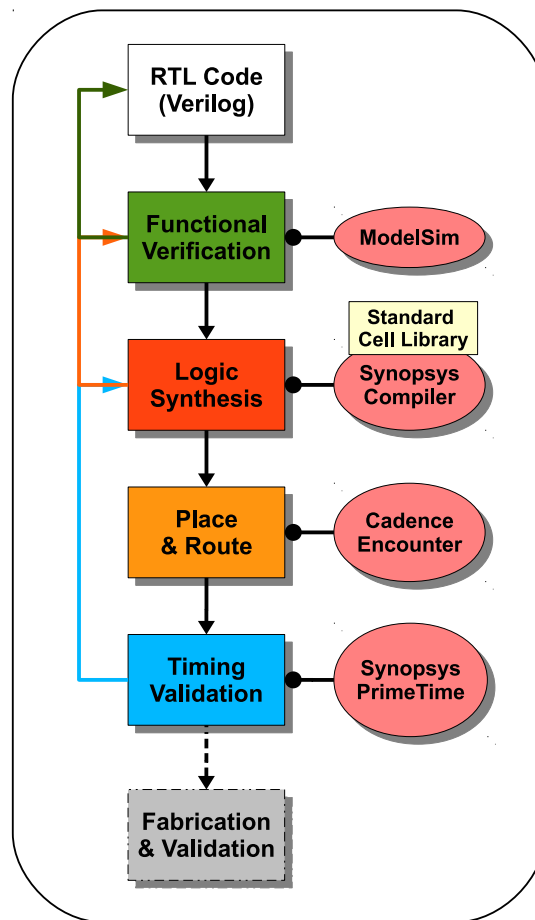 RTL Code
(Verilog)
Functional
Verification
ModelSim
Standard
Cell Library
Logic
Synthesis
Synopsys
Compiler
Place
& Route
Cadence
Encounter
Timing
Validation
Synopsys
PrimeTime
Fabrication
& Validation